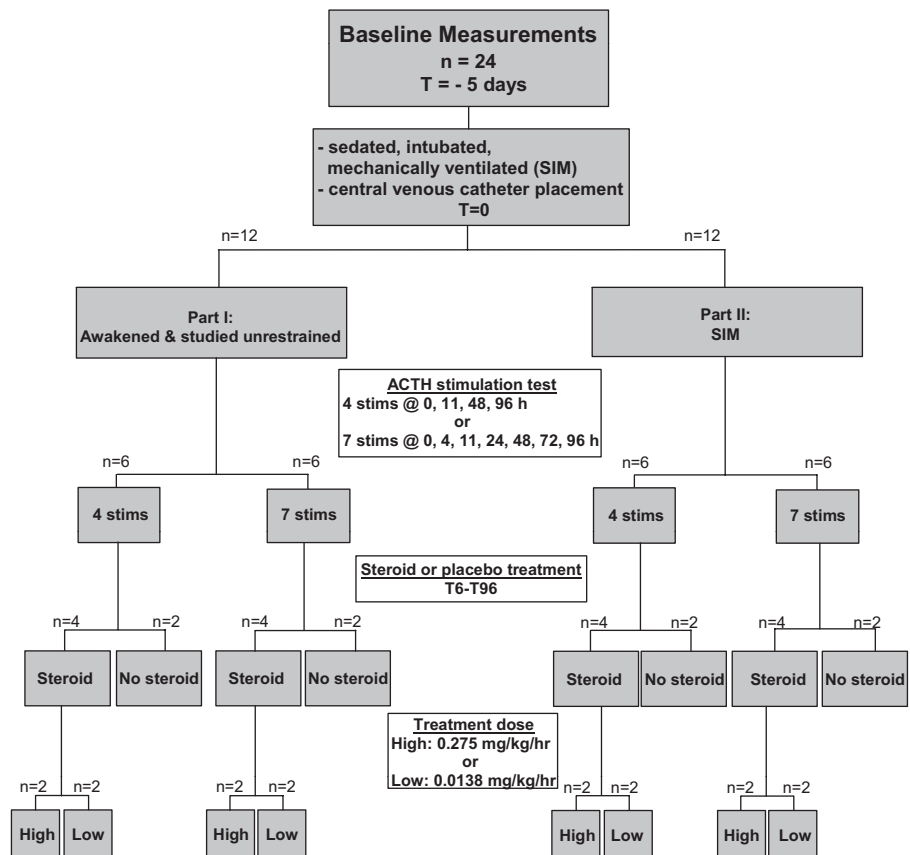 Baseline Measurements
n = 24
T = - 5 days
- sedated, intubated,
mechanically ventilated (SIM)
- central venous catheter placement
T=0
n=12
n=12
Part I:
Awakened & studied unrestrained
Part II:
SIM
ACTH stimulation test
4 stims @ 0, 11, 48, 96 h
or
7 stims @ 0, 4, 11, 24, 48, 72, 96 h
n=6
n=6
n=6
n=6
4 stims
7 stims
4 stims
7 stims
Steroid or placebo treatment
T6-T96
n=4
n=2
n=4
n=2
n=4
n=2
n=4
n=2
Steroid
No steroid
Steroid
No steroid
Steroid
No steroid
Steroid
No steroid
Treatment dose
High: 0.275 mg/kg/hr
or
Low: 0.0138 mg/kg/hr
n=2
n=2
n=2
n=2
n=2
n=2
n=2
n=2
High
Low
High
Low
High
Low
High
Low